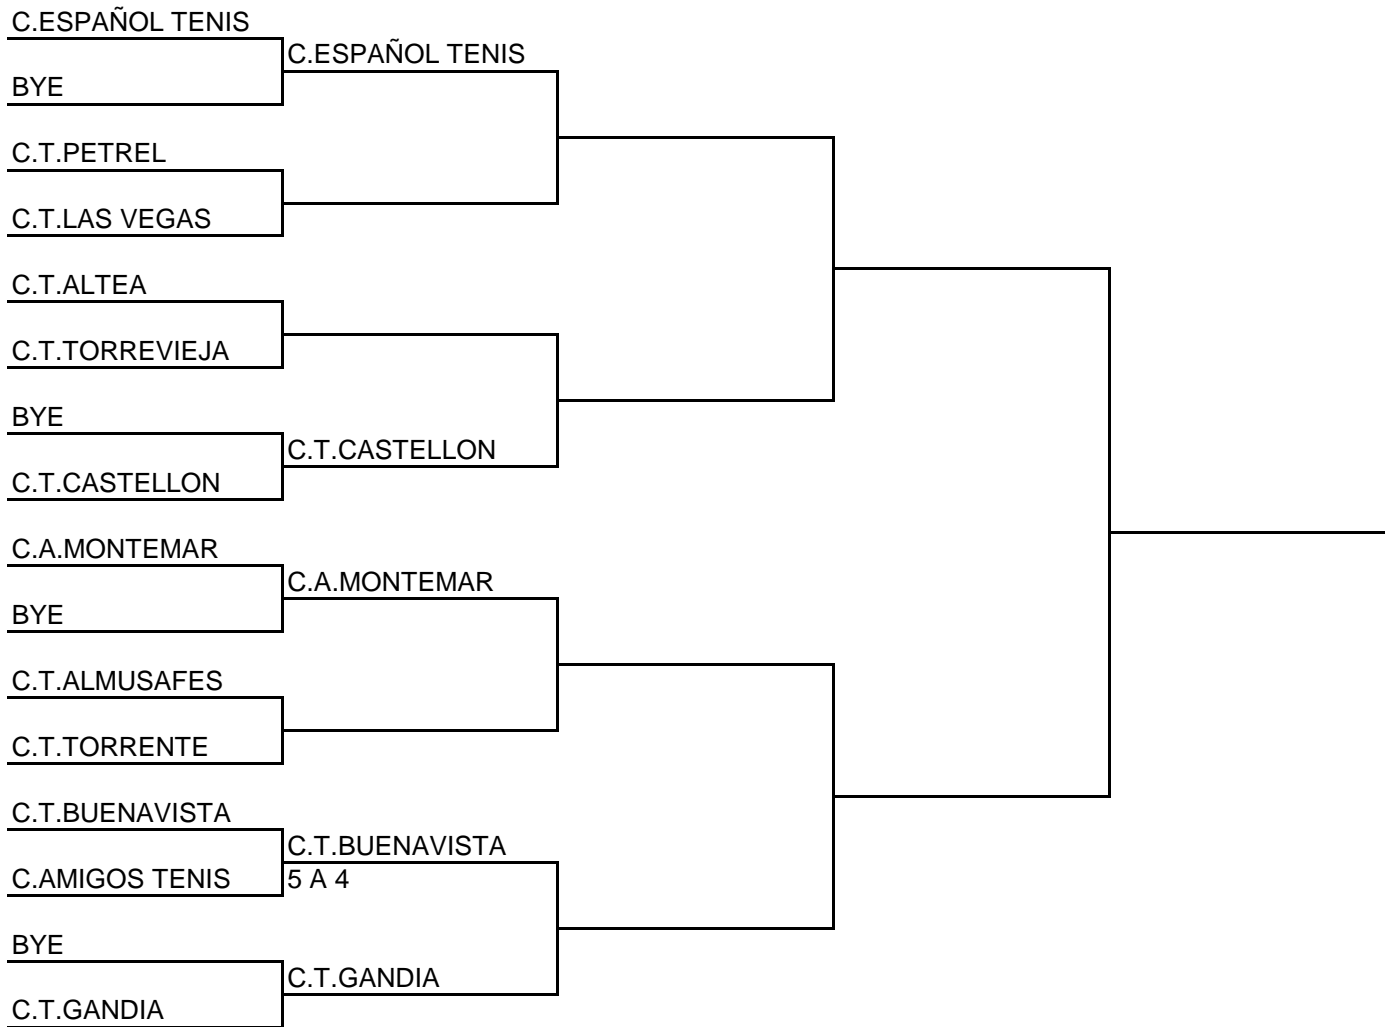 C.ESPAÑOL TENIS
C.ESPAÑOL TENIS
BYE
C.T.PETREL
C.T.LAS VEGAS
C.T.ALTEA
C.T.TORREVIEJA
BYE
C.T.CASTELLON
C.T.CASTELLON
C.A.MONTEMAR
C.A.MONTEMAR
BYE
C.T.ALMUSAFES
C.T.TORRENTE
C.T.BUENAVISTA
C.T.BUENAVISTA
C.AMIGOS TENIS
5 A 4
BYE
C.T.GANDIA
C.T.GANDIA